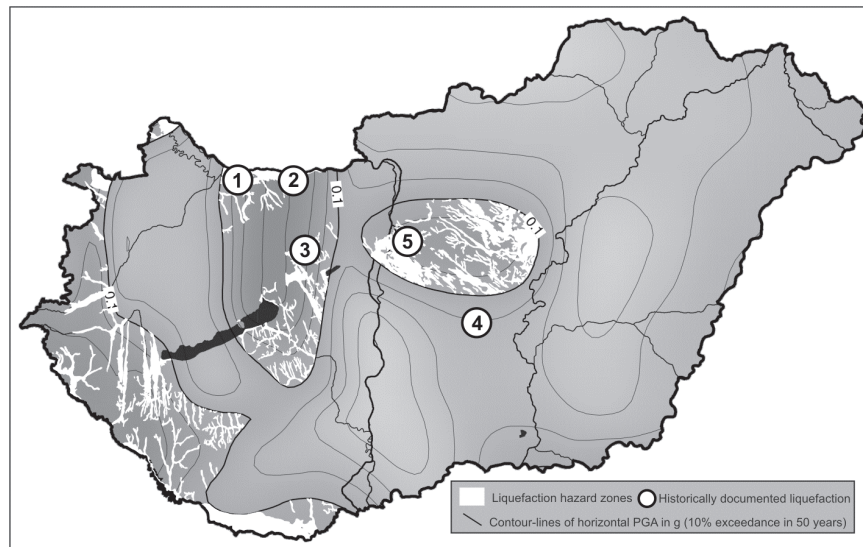 1
2
0.1
3
5
0.1
0.1
4
Liquefaction hazard zones
Historically documented liquefaction
Contour-lines of horizontal PGA in g (10% exceedance in 50 years)